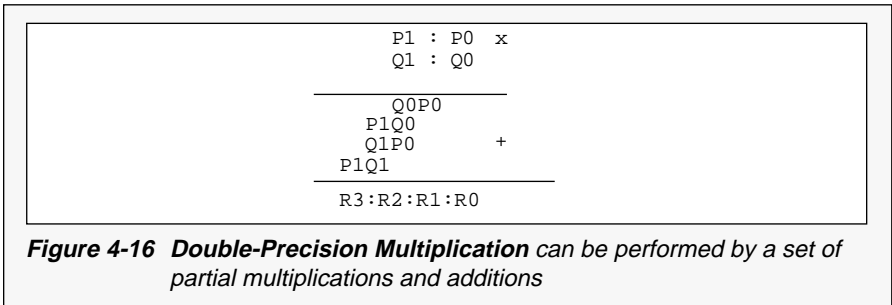 P1 : P0 x
Q1 : Q0
Q0P0
P1Q0
Q1P0 +
P1Q1
R3:R2:R1:R0
Figure 4-16 Double-Precision Multiplication can be performed by a set of
partial multiplications and additions